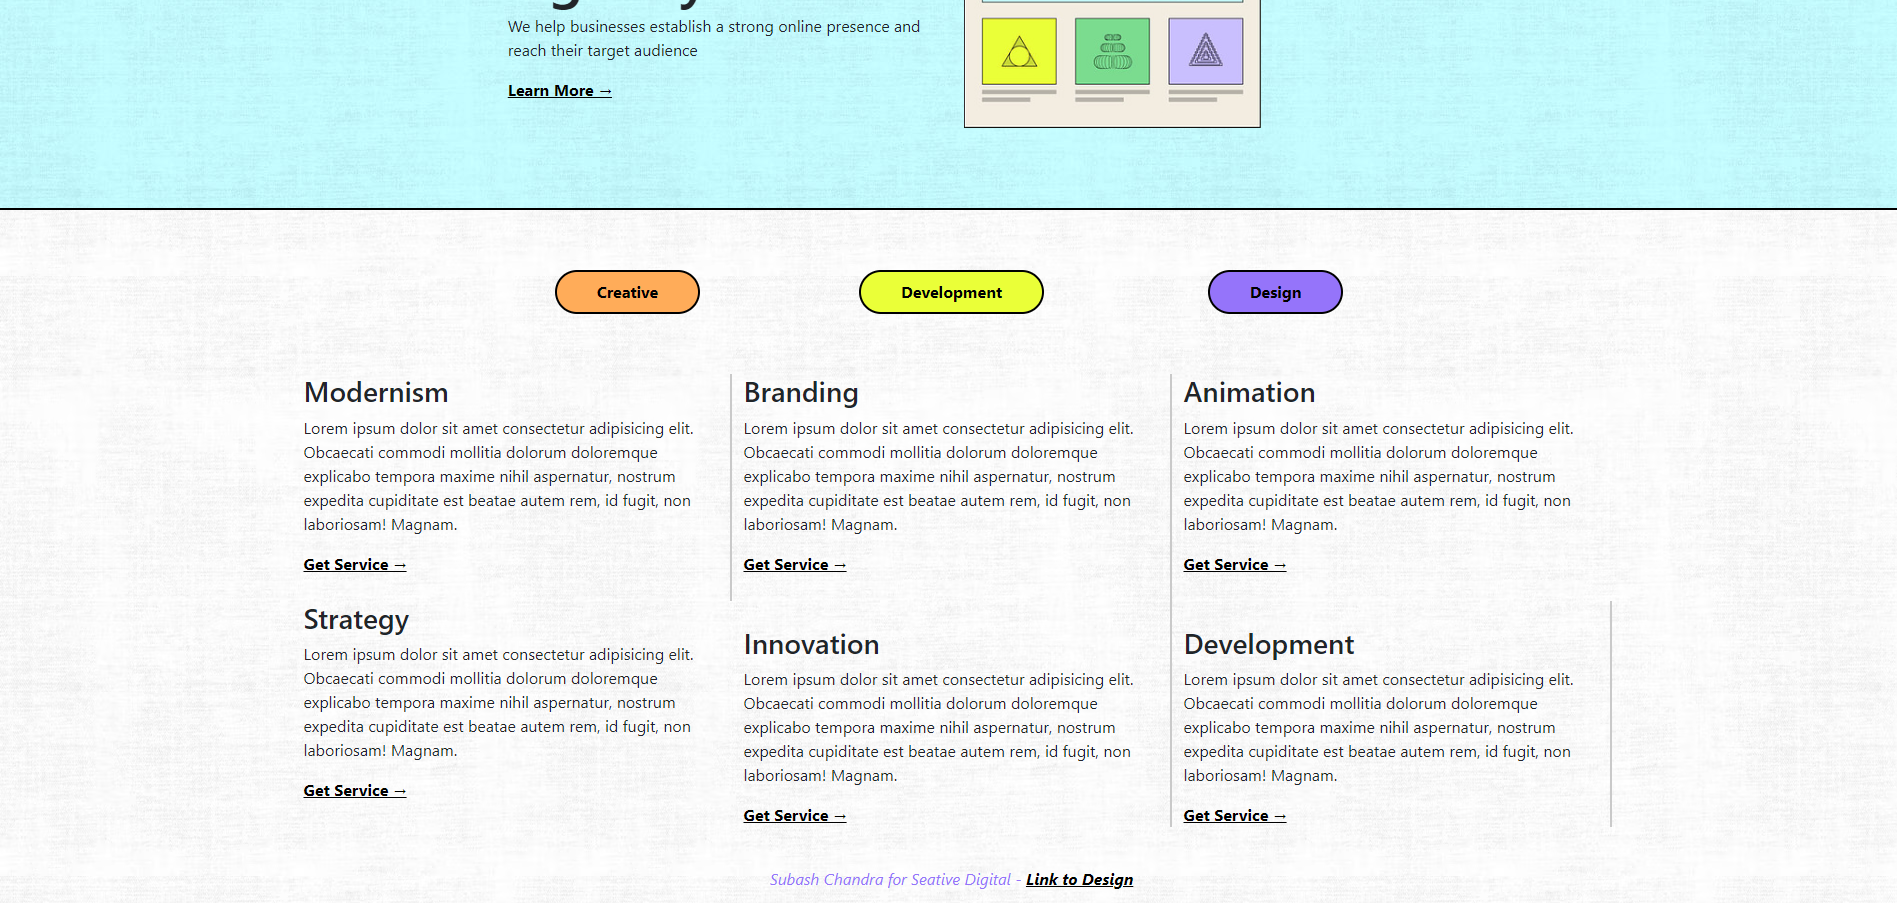 We help businesses establish a strong online presence and
reach their target audience
Learn More →
Creative
Development
Design
Modernism
Lorem ipsum dolor sit amet consectetur adipisicing elit.
Obcaecati commodi mollitia dolorum doloremque
explicabo tempora maxime nihil aspernatur, nostrum
expedita cupiditate est beatae autem rem, id fugit, non
laboriosam! Magnam.
Get Service →
Branding
Lorem ipsum dolor sit amet consectetur adipisicing elit.
Obcaecati commodi mollitia dolorum doloremque
explicabo tempora maxime nihil aspernatur, nostrum
expedita cupiditate est beatae autem rem, id fugit, non
laboriosam! Magnam.
Get Service →
Animation
Lorem ipsum dolor sit amet consectetur adipisicing elit.
Obcaecati commodi mollitia dolorum doloremque
explicabo tempora maxime nihil aspernatur, nostrum
expedita cupiditate est beatae autem rem, id fugit, non
laboriosam! Magnam.
Get Service →
Strategy
Lorem ipsum dolor sit amet consectetur adipisicing elit.
Obcaecati commodi mollitia dolorum doloremque
explicabo tempora maxime nihil aspernatur, nostrum
expedita cupiditate est beatae autem rem, id fugit, non
laboriosam! Magnam.
Get Service →
Innovation
Lorem ipsum dolor sit amet consectetur adipisicing elit.
Obcaecati commodi mollitia dolorum doloremque
explicabo tempora maxime nihil aspernatur, nostrum
expedita cupiditate est beatae autem rem, id fugit, non
laboriosam! Magnam.
Get Service →
Development
Lorem ipsum dolor sit amet consectetur adipisicing elit.
Obcaecati commodi mollitia dolorum doloremque
explicabo tempora maxime nihil aspernatur, nostrum
expedita cupiditate est beatae autem rem, id fugit, non
laboriosam! Magnam.
Get Service →
Subash Chandra for Seative Digital - Link to Design